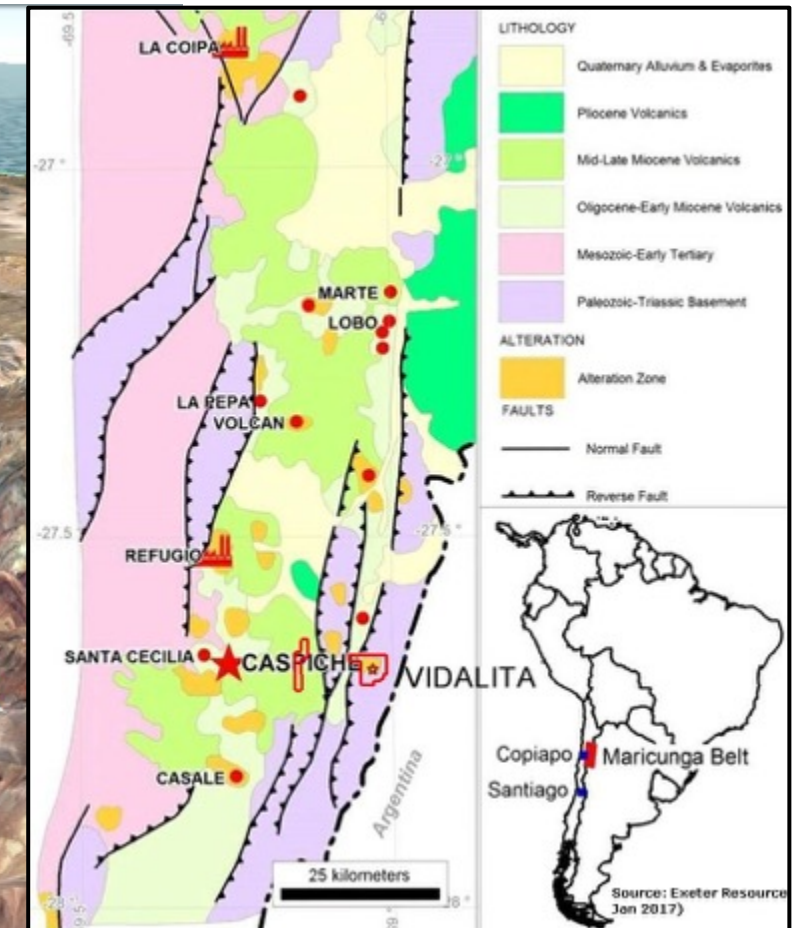 -69.5
LA COIPA
-27 °
-27 °
MARTE
LOBO
LA PEPA
VOLCAN
-27.5
-27.5 °
REFUGIO
SANTA CECILIA
CASPICHE
VIDALITA
CASALE
Argentina
25 kilometers
LITHOLOGY
Quaternary Alluvium & Evaporites
Pliocene Volcanics
Mid-Late Miocene Volcanics
Oligocene-Early Miocene Volcanics
Mesozoic-Early Tertiary
Paleozoic-Triassic Basement
ALTERATION
Alteration Zone
FAULTS
Normal Fault
Reverse Fault
Copiapo
Maricunga Belt
Santiago
Source: Exeter Resource
Jan 2017)